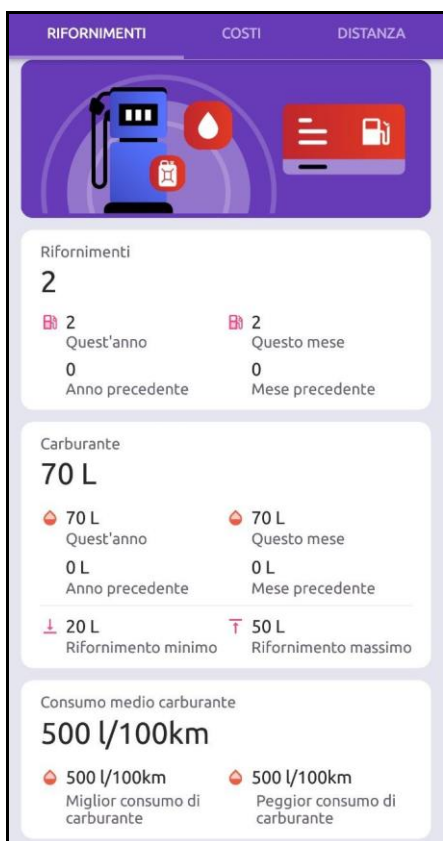 RIFORNIMENTI COSTI DISTANZA
Rifornimenti
2
2 2
Quest'anno Questo mese
0 0
Anno precedente Mese precedente
Carburante
70 L
70 L 70 L
Quest'anno Questo mese
0 L 0 L
Anno precedente Mese precedente
20 L 50 L
Rifornimento minimo Rifornimento massimo
Consumo medio carburante
500 l/100km
500 l/100km 500 l/100km
Miglior consumo di Peggior consumo di
carburante carburante